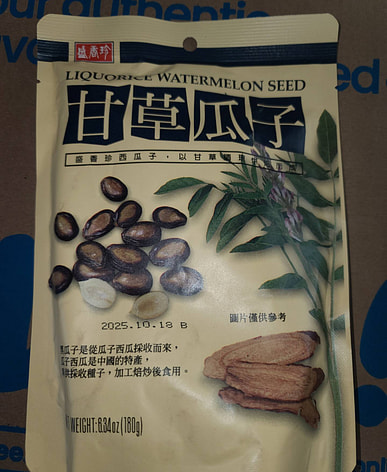 our authentic
盛香珍
LIQUORICE WATERMELON SEED
甘草瓜子
盛香珍西瓜子，以甘草
2025.10.18 B
圖片僅供參考
瓜子是從瓜子西瓜採收而來，
瓜子西瓜是中國的特產，
採收種子，加工焙炒後食用。
WEIGHT:6.34oz(180g)